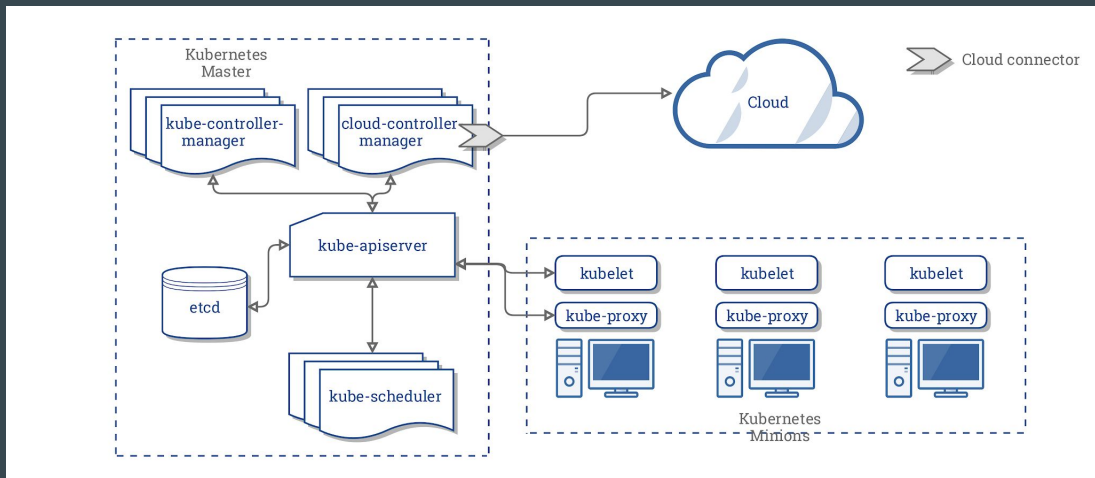 Kubernetes
Master
kube-controller-
manager
cloud-controller
manager
Cloud
Cloud connector
kube-apiserver
etcd
kube-scheduler
kubelet
kubelet
kubelet
kube-proxy
kube-proxy
kube-proxy
Kubernetes
Minions